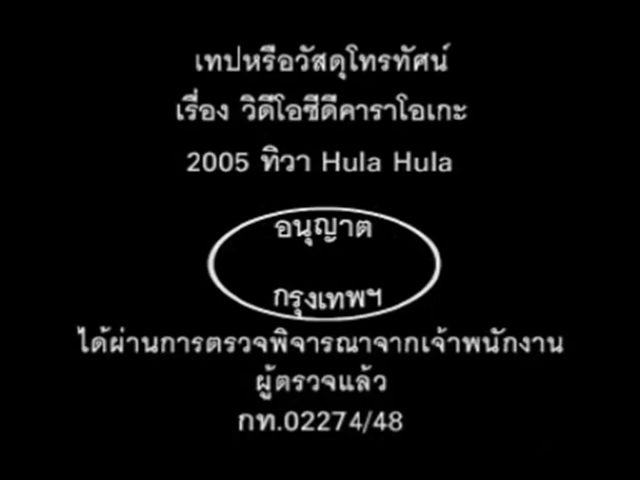 เทปหรือวัสดุโทรทัศน์
เรื่อง วิดีโอซีดีคาราโอเกะ
2005 ทิวา Hula Hula
อนุญาต
กรุงเทพฯ
ได้ผ่านการตรวจพิจารณาจากเจ้าพนักงาน
ผู้ตรวจแล้ว
กท.02274/48